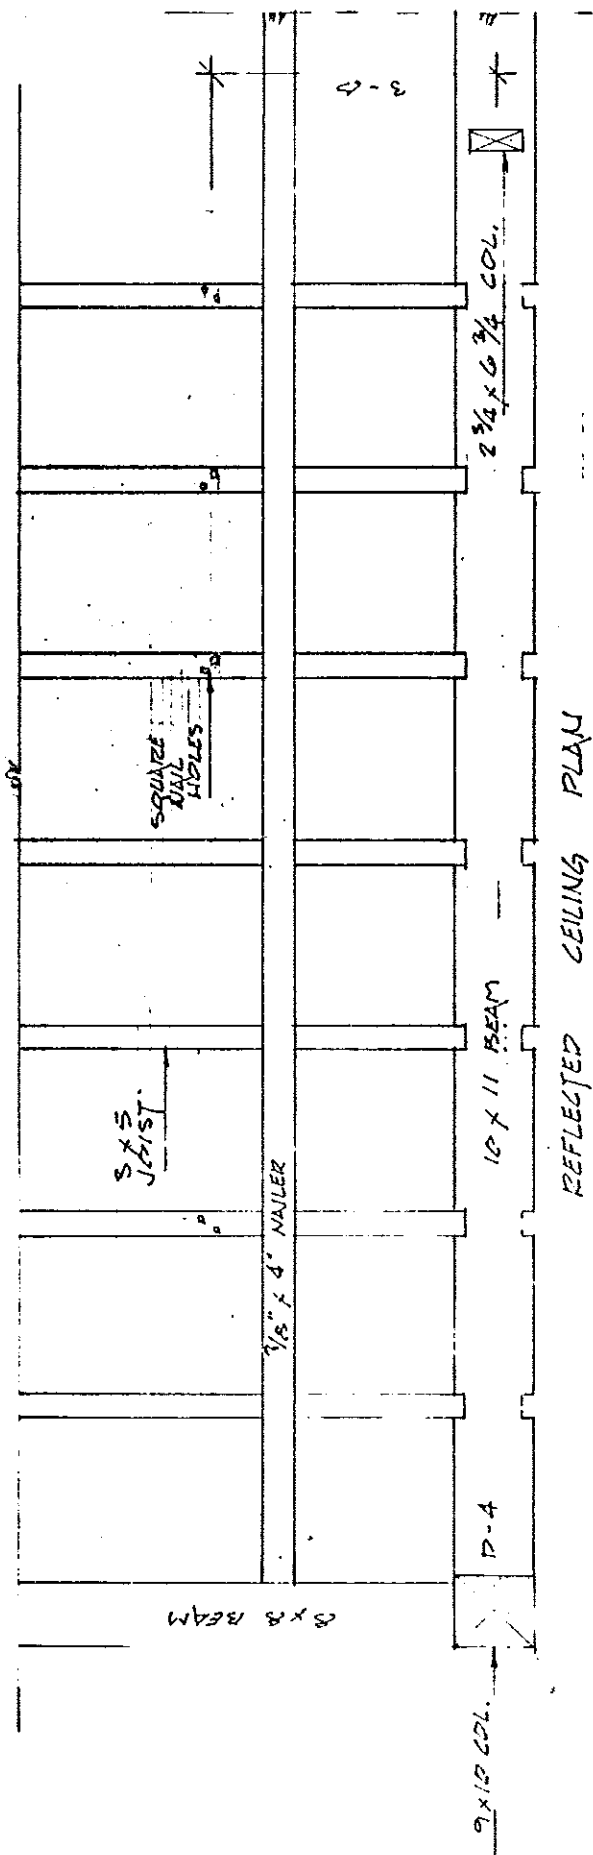 3-0
2 3/4 x 6 3/4 COL.
SQUARE
NAIL
HOLES
3 x 5
JOIST.
7/8" x 4" NAILER
10 x 11 BEAM
D-4
8 x 8 BEAM
9 x 10 COL.
REFLECTED CEILING PLAN